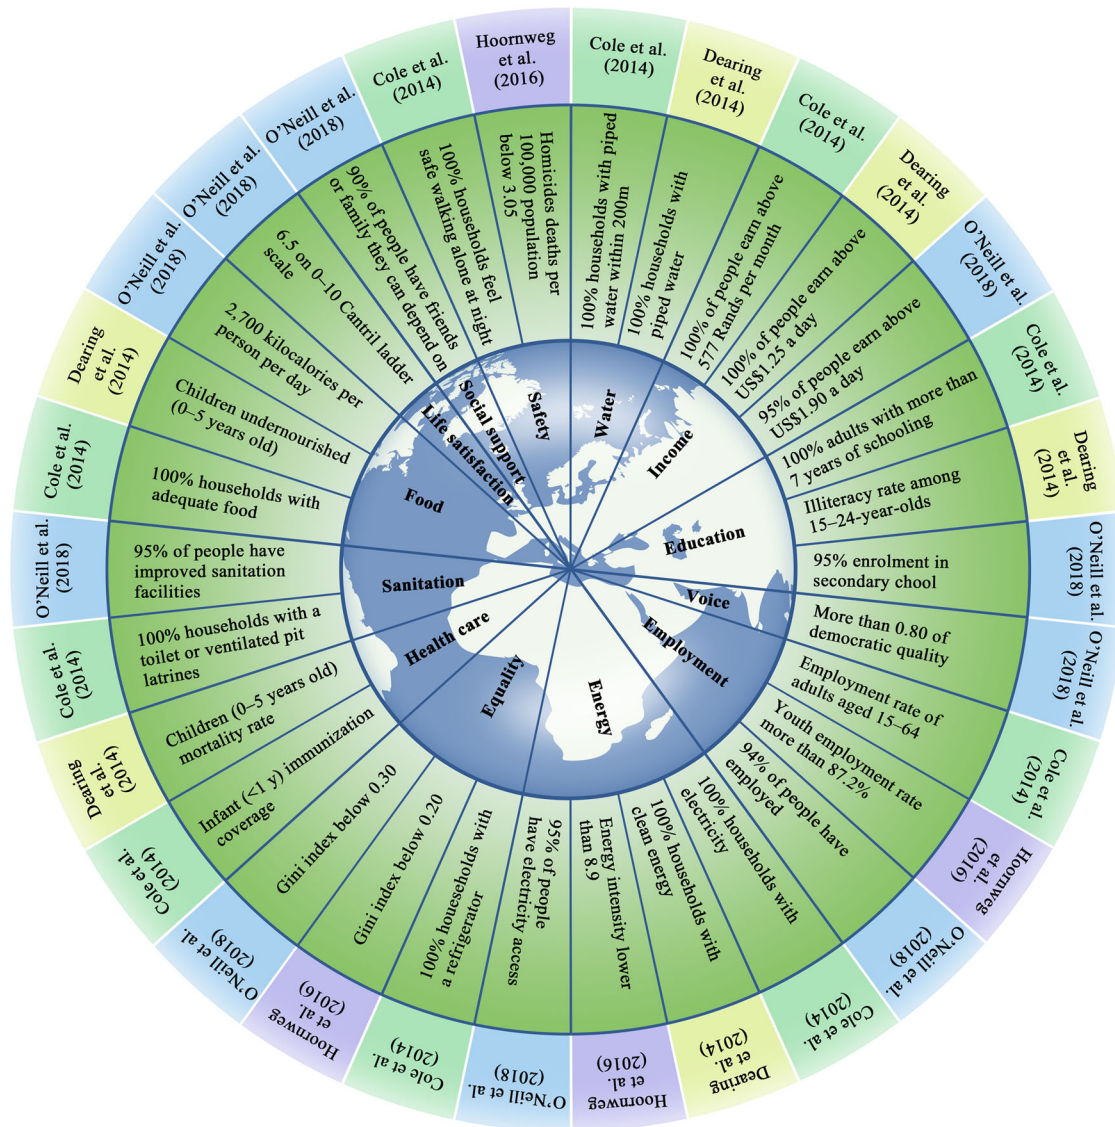 Hoornweg
et al.
(2016)
Cole et al.
(2014)
Dearing
et al.
(2014)
Cole et al.
(2014)
Dearing
et al.
(2014)
O'Neill et al.
(2018)
Cole et al.
(2014)
Dearing
et al.
(2014)
O'Neill et al.
(2018)
O'Neill et al.
(2018)
Cole et al.
(2014)
Hoornweg
et al.
(2016)
O'Neill et al.
(2018)
Cole et al.
(2014)
Dearing
et al.
(2014)
Hoornweg
et al.
(2016)
O'Neill et al.
(2018)
Cole et al.
(2014)
Hoornweg
et al.
(2016)
O'Neill et al.
(2018)
Cole et al.
(2014)
Dearing
et al.
(2014)
Cole et al.
(2014)
O'Neill et al.
(2018)
Cole et al.
(2014)
Dearing
et al.
(2014)
O'Neill et al.
(2018)
O'Neill et al.
(2018)
O'Neill et al.
(2018)
Cole et al.
(2014)
Homicides deaths per
100,000 population
below 3.05
100% households with piped
water within 200m
100% households with
piped water
100% of people earn above
577 Rands per month
100% of people earn above
US$1.25 a day
95% of people earn above
US$1.90 a day
100% adults with more than
7 years of schooling
Illiteracy rate among
15–24-year-olds
95% enrolment in
secondary chool
More than 0.80 of
democratic quality
Employment rate of
adults aged 15–64
Youth employment rate
more than 87.2%
94% of people have
employed
100% households with
electricity
100% households with
clean energy
Energy intensity lower
than 8.9
95% of people
have electricity access
100% houeseholds with
a refrigerator
Gini index below 0.20
Gini index below 0.30
Infant (<1 y) immunization
coverage
Children (0–5 years old)
mortality rate
100% households with a
toilet or ventilated pit
latrines
95% of people have
improved sanitation
facilities
100% households with
adequate food
Children undernourished
(0–5 years old)
2,700 kilocalories per
person per day
6.5 on 0–10 Cantril ladder
scale
90% of people have friends
or family they can depend on
100% households feel
safe walking alone at night
Safety
Water
Income
Education
Voice
Employment
Energy
Equality
Health care
Sanitation
Food
Life satisfaction
Social support